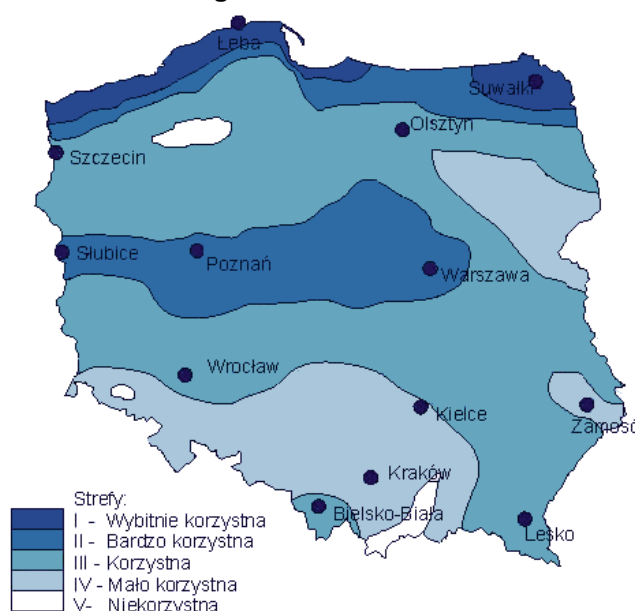 Łeba
Suwałki
Olsztyn
Szczecin
Słubice
Poznań
Warszawa
Wrocław
Kielce
Zamość
Kraków
Bielsko-Biała
Lesko
Strefy:
I - Wybitnie korzystna
II - Bardzo korzystna
III - Korzystna
IV - Mało korzystna
V- Niekorzystna